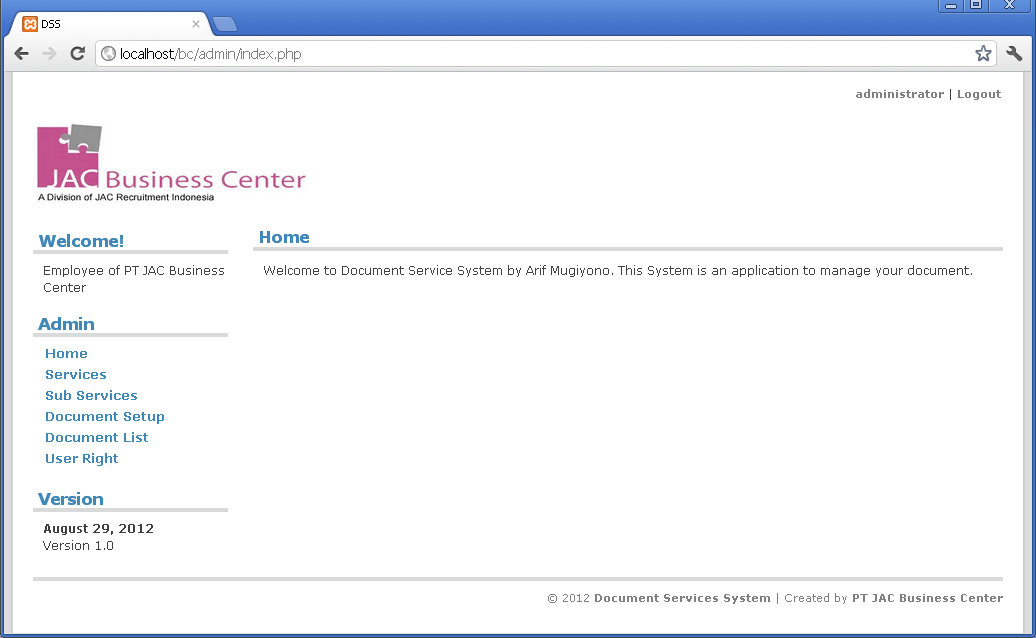 DSS
localhost/bc/admin/index.php
administrator | Logout
JAC Business Center
A Division of JAC Recruitment Indonesia
Welcome!
Employee of PT JAC Business
Center
Admin
Home
Services
Sub Services
Document Setup
Document List
User Right
Version
August 29, 2012
Version 1.0
Home
Welcome to Document Service System by Arif Mugiyono. This System is an application to manage your document.
© 2012 Document Services System | Created by PT JAC Business Center